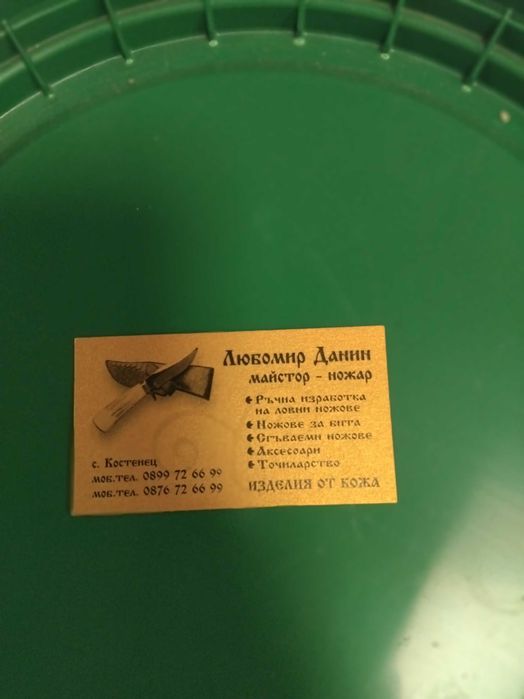 Любомир Данин
майстор - ножар
Ръчна изработка
на ловни ножове
Ножове за бита
Сгъваеми ножове
Аксесоари
Точиларство
ИЗДЕЛИЯ ОТ КОЖА
с. Костенец
моб.тел. 0899 72 66 99
моб.тел. 0876 72 66 99